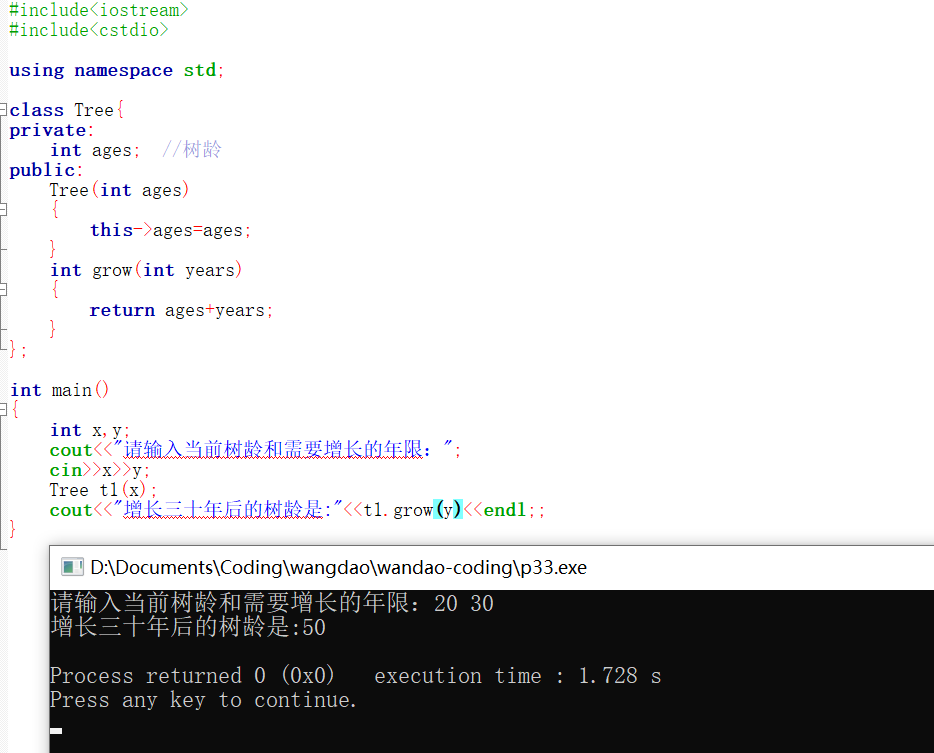 #include<iostream>
#include<cstdio>
using namespace std;
class Tree{
private:
int ages;  //树龄
public:
Tree(int ages)
{
this->ages=ages;
}
int grow(int years)
{
return ages+years;
}
};
int main()
{
int x,y;
cout<<"请输入当前树龄和需要增长的年限：";
cin>>x>>y;
Tree tl(x);
cout<<"增长三十年后的树龄是:"<<tl.grow(y)<<endl;;
}
D:\Documents\Coding\wangdao\wandao-coding\p33.exe
请输入当前树龄和需要增长的年限：20 30
增长三十年后的树龄是:50
Process returned 0 (0x0)   execution time : 1.728 s
Press any key to continue.